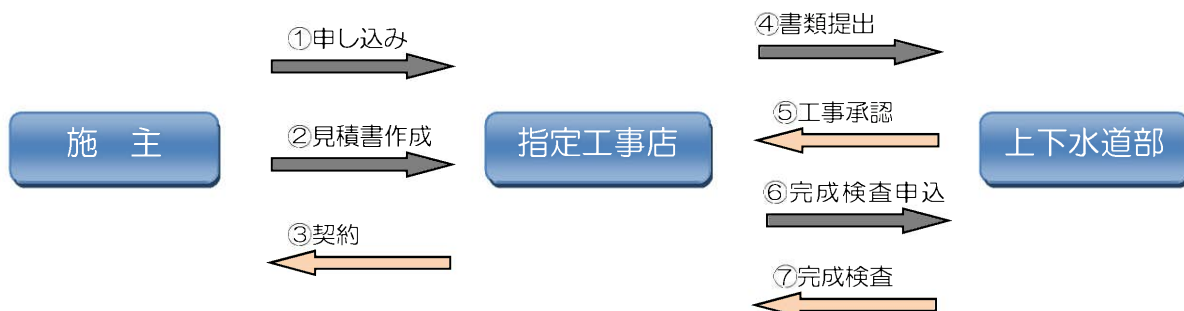 ①申し込み
④書類提出
施　主
②見積書作成
指定工事店
⑤工事承認
上下水道部
⑥完成検査申込
③契約
⑦完成検査